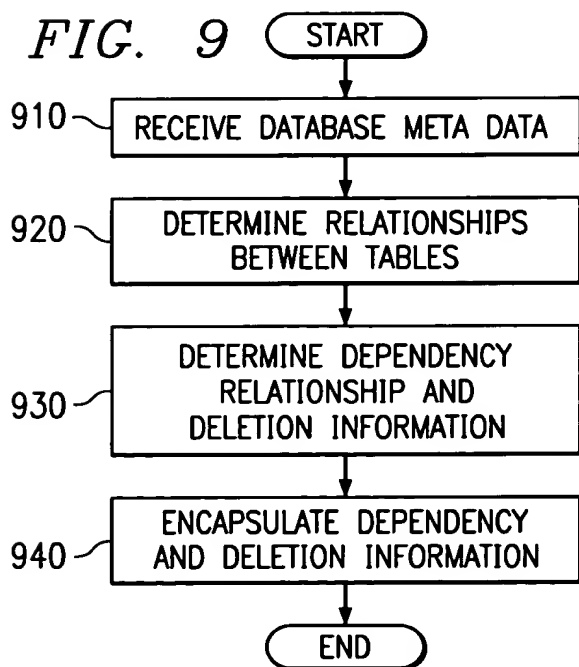 FIG. 9
START
910
RECEIVE DATABASE META DATA
920
DETERMINE RELATIONSHIPS
BETWEEN TABLES
930
DETERMINE DEPENDENCY
RELATIONSHIP AND
DELETION INFORMATION
940
ENCAPSULATE DEPENDENCY
AND DELETION INFORMATION
END